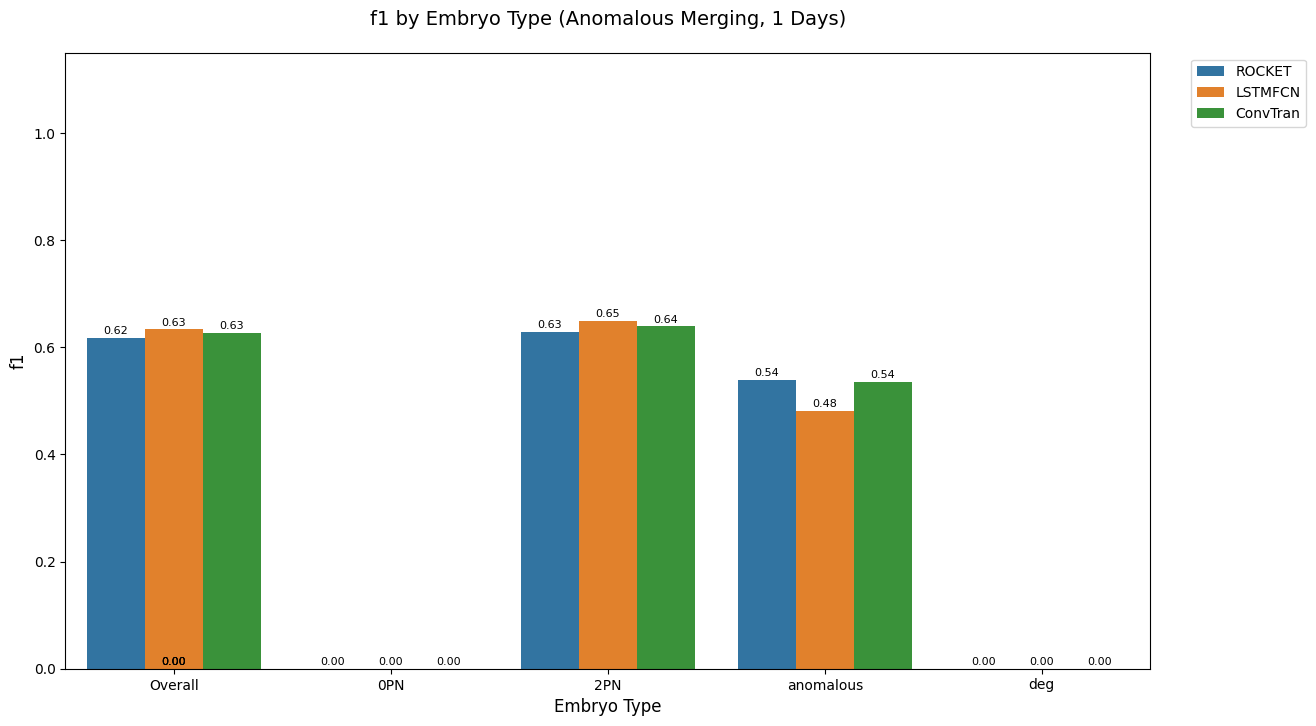 f1 by Embryo Type (Anomalous Merging, 1 Days)
ROCKET
LSTMFCN
ConvTran
f1
1.0
0.8
0.6
0.4
0.2
0.0
0.62
0.63
0.63
0.00
0.00
0.00
0.00
0.63
0.65
0.64
0.54
0.48
0.54
0.00
0.00
0.00
Overall
0PN
2PN
anomalous
deg
Embryo Type